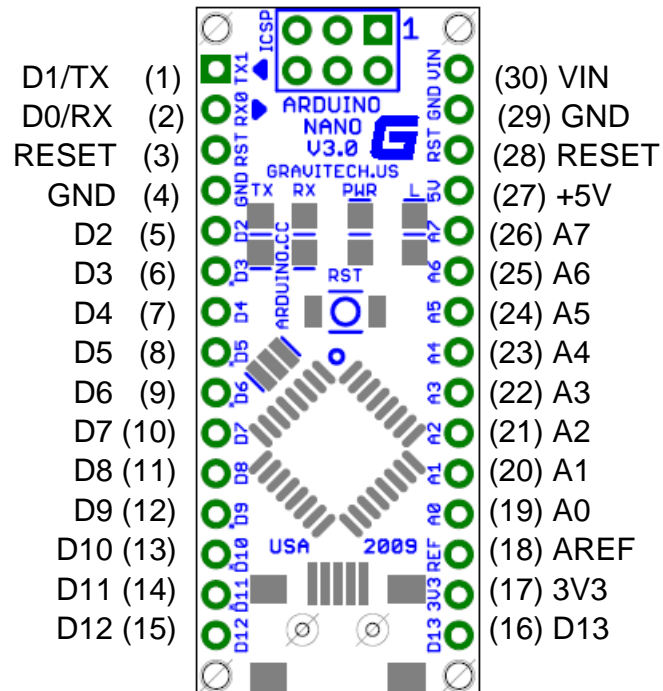 D1/TX (1)
D0/RX (2)
RESET (3)
GND (4)
D2 (5)
D3 (6)
D4 (7)
D5 (8)
D6 (9)
D7 (10)
D8 (11)
D9 (12)
D10 (13)
D11 (14)
D12 (15)
ICSP
1
TX1
RX0
RST
GND
D2
D3
D4
D5
D6
D7
D8
D9
D10
D11
D12
ARDUINO
NANO
V3.0
G
GRAVITECH.US
TX RX PWR L
ARDUINO.CC
RST
USA 2009
VIN
GND
RST
5V
A7
A6
A5
A4
A3
A2
A1
A0
REF
3V3
D13
(30) VIN
(29) GND
(28) RESET
(27) +5V
(26) A7
(25) A6
(24) A5
(23) A4
(22) A3
(21) A2
(20) A1
(19) A0
(18) AREF
(17) 3V3
(16) D13